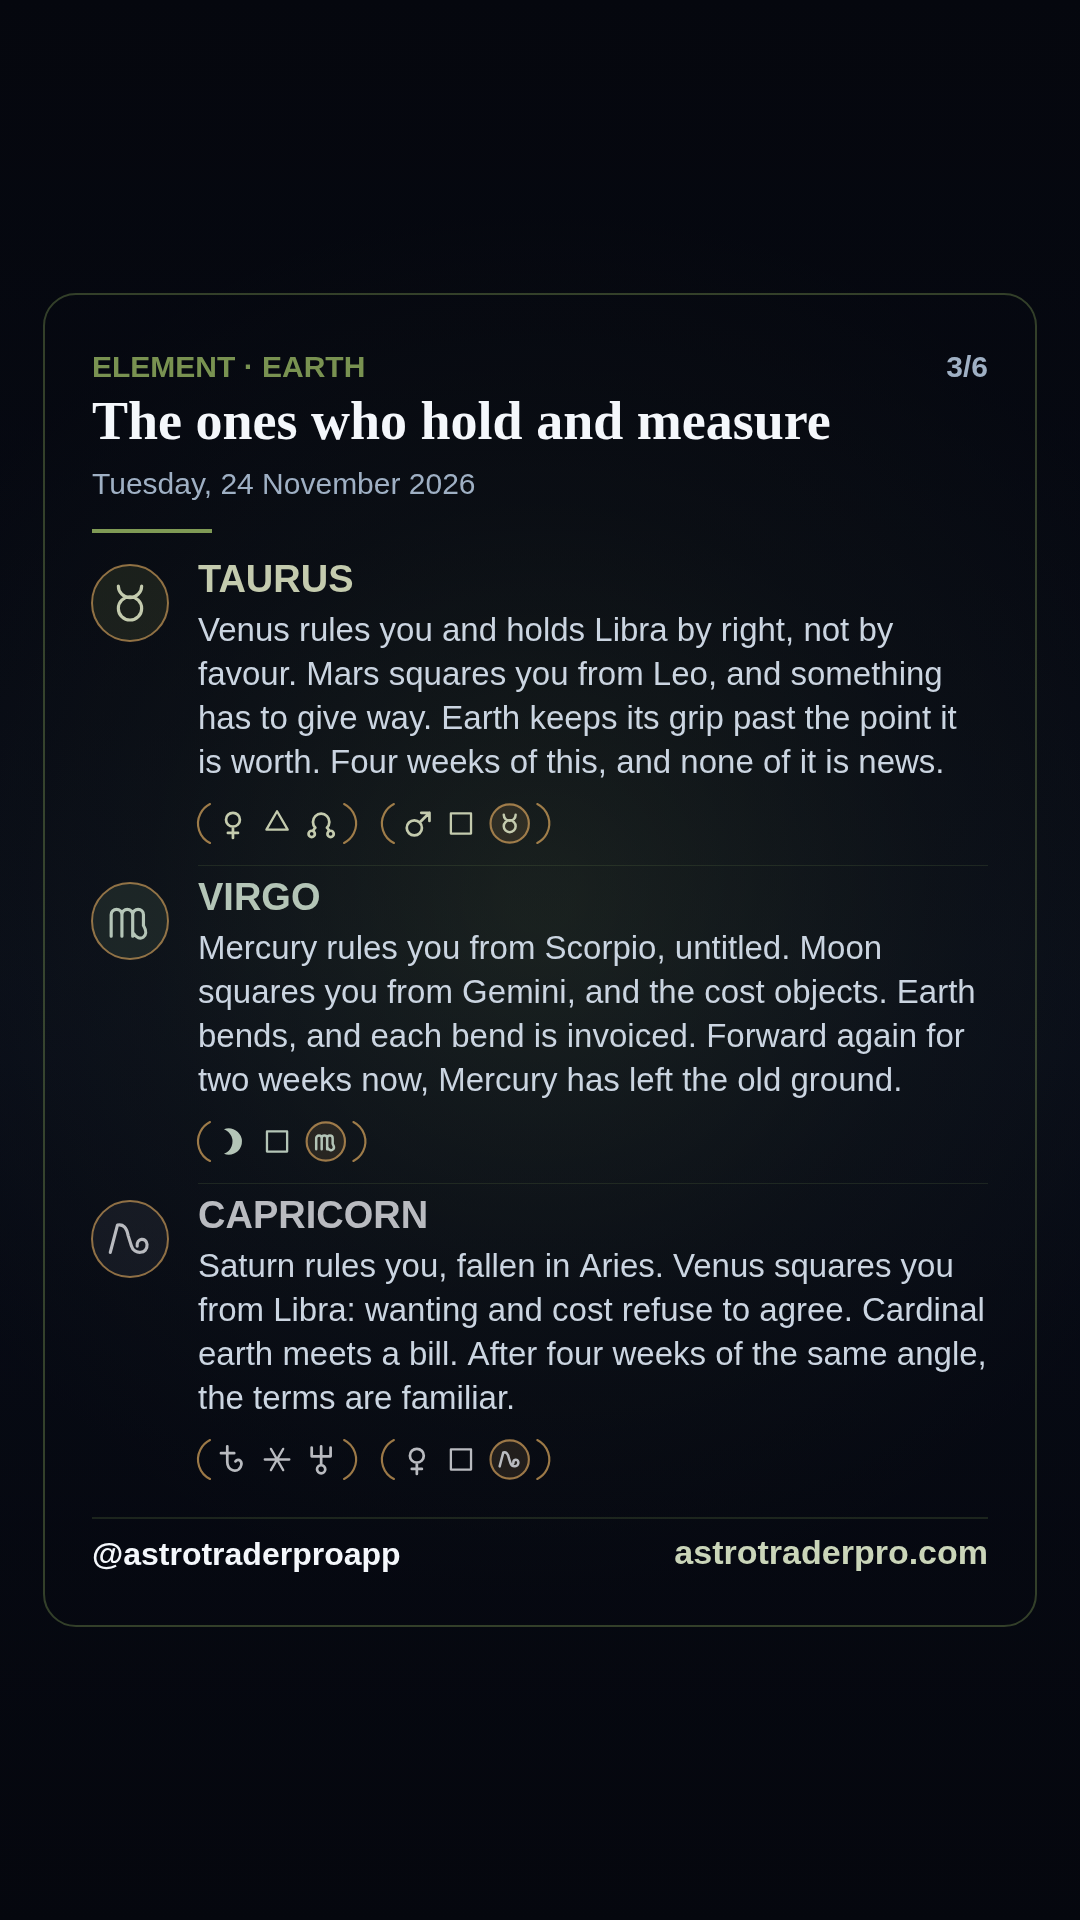 ELEMENT · EARTH
3/6
The ones who hold and measure
Tuesday, 24 November 2026
TAURUS
Venus rules you and holds Libra by right, not by
favour. Mars squares you from Leo, and something
has to give way. Earth keeps its grip past the point it
is worth. Four weeks of this, and none of it is news.
VIRGO
Mercury rules you from Scorpio, untitled. Moon
squares you from Gemini, and the cost objects. Earth
bends, and each bend is invoiced. Forward again for
two weeks now, Mercury has left the old ground.
CAPRICORN
Saturn rules you, fallen in Aries. Venus squares you
from Libra: wanting and cost refuse to agree. Cardinal
earth meets a bill. After four weeks of the same angle,
the terms are familiar.
@astrotraderproapp
astrotraderpro.com